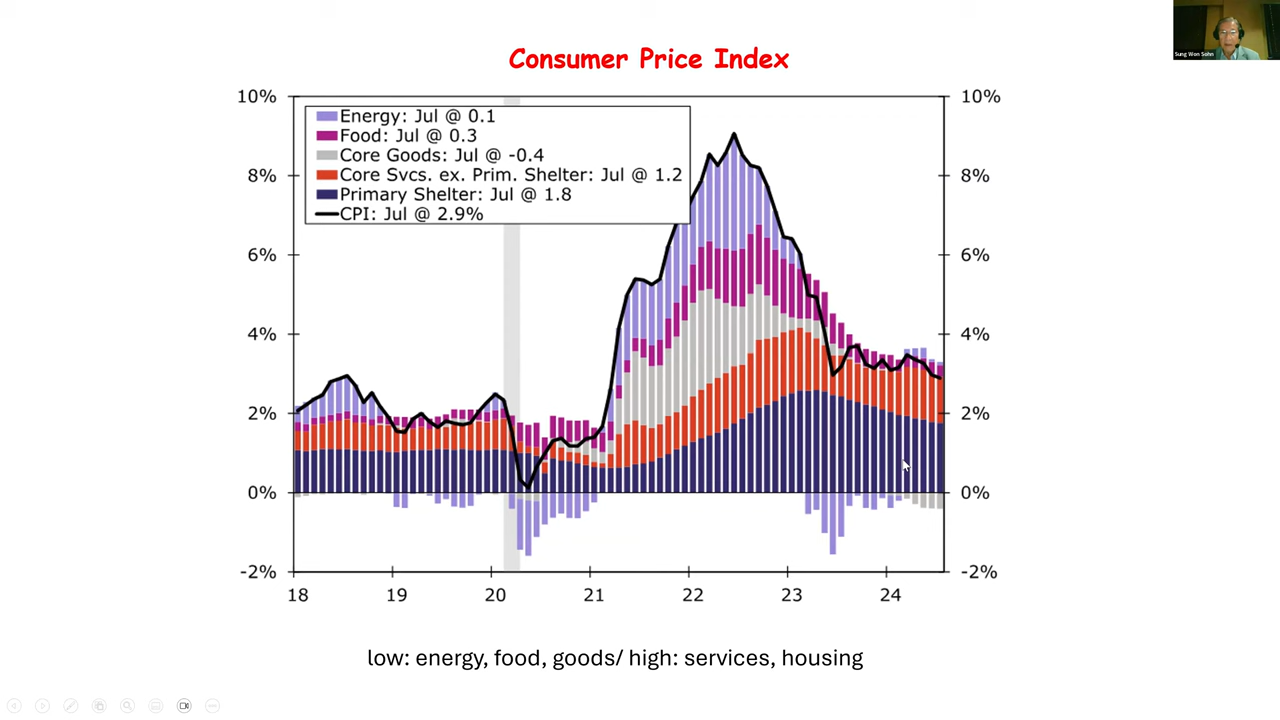 Sung Won Sohn
Consumer Price Index
10%
10%
Energy: Jul @ 0.1
Food: Jul @ 0.3
Core Goods: Jul @ -0.4
8%
Core Svcs. ex. Prim. Shelter: Jul @ 1.2
8%
Primary Shelter: Jul @ 1.8
CPI: Jul @ 2.9%
6%
6%
4%
4%
2%
2%
0%
0%
-2%
-2%
18
19
20
21
22
23
24
low: energy, food, goods/ high: services, housing